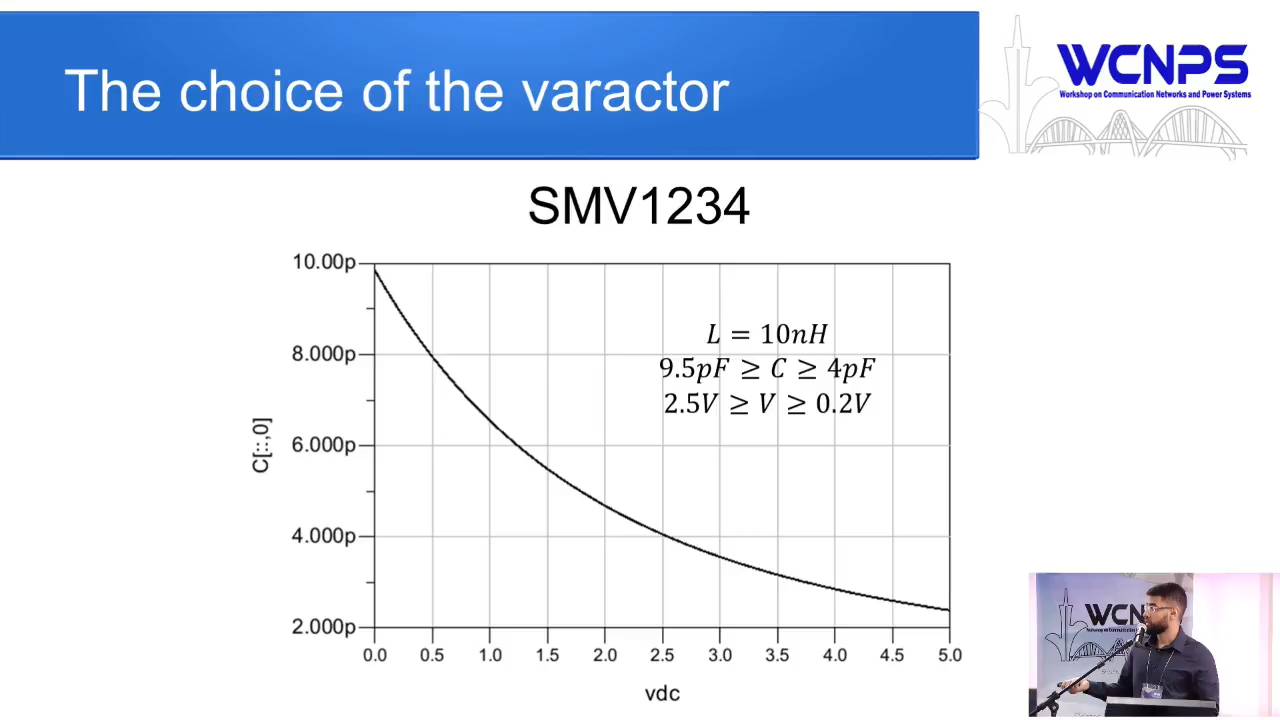 The choice of the varactor
WCNPS
Workshop on Communication Networks and Power Systems
SMV1234
10.00p
8.000p
6.000p
4.000p
2.000p
C[::,0]
L = 10nH
9.5pF ≥ C ≥ 4pF
2.5V ≥ V ≥ 0.2V
0.0 0.5 1.0 1.5 2.0 2.5 3.0 3.5 4.0 4.5 5.0
vdc
WCN